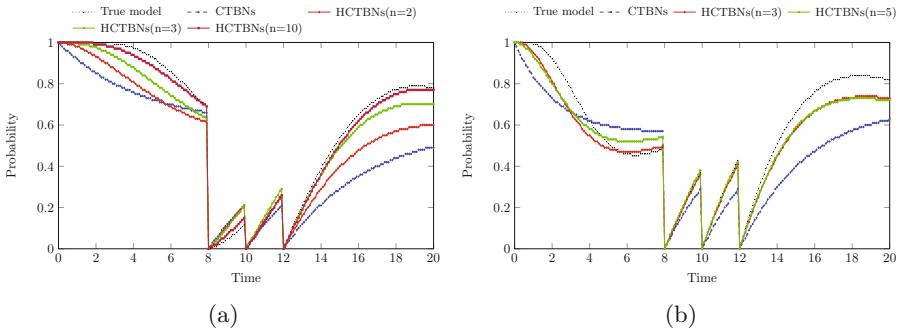 True model CTBNs HCTBNs(n=2)
HCTBNs(n=3) HCTBNs(n=10)
1
0.8
0.6
0.4
0.2
0
Probability
0 2 4 6 8 10 12 14 16 18 20
Time
(a)
True model CTBNs HCTBNs(n=3) HCTBNs(n=5)
1
0.8
0.6
0.4
0.2
0
Probability
0 2 4 6 8 10 12 14 16 18 20
Time
(b)